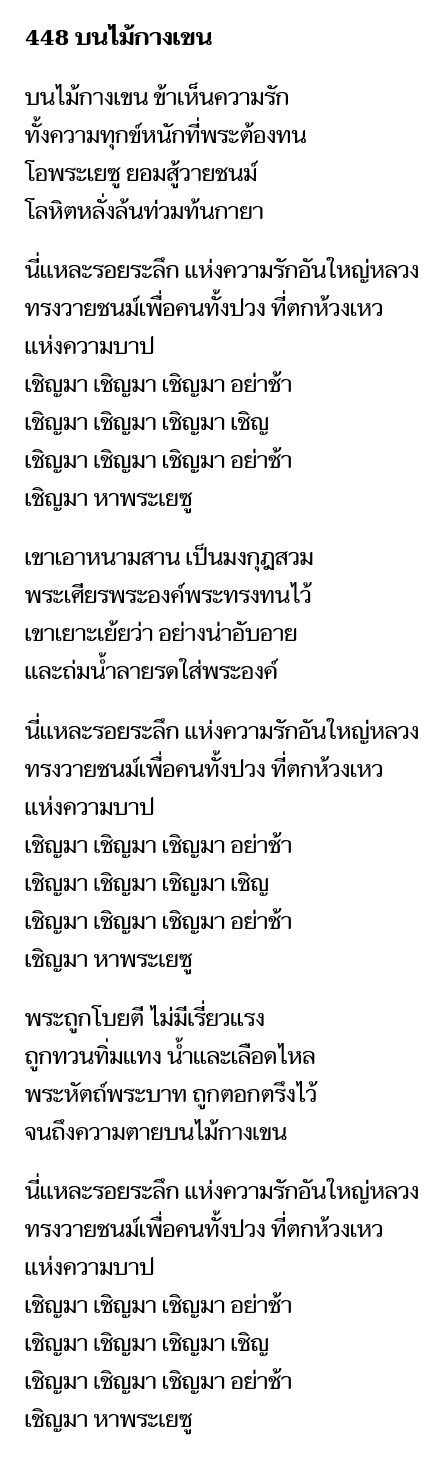 448 บนไม้กางเขน
บนไม้กางเขน ข้าเห็นความรัก
ทั้งความทุกข์หนักที่พระต้องทน
โอพระเยซู ยอมสู้วายชนม์
โลหิตหลั่งล้นท่วมท้นกายา
นี่แหละรอยระลึก แห่งความรักอันใหญ่หลวง
ทรงวายชนม์เพื่อคนทั้งปวง ที่ตกห้วงเหว
แห่งความบาป
เชิญมา เชิญมา เชิญมา อย่าช้า
เชิญมา เชิญมา เชิญมา เชิญ
เชิญมา เชิญมา เชิญมา อย่าช้า
เชิญมา หาพระเยซู
เขาเอาหนามสาน เป็นมงกุฎสวม
พระเศียรพระองค์พระทรงทนไว้
เขาเยาะเย้ยว่า อย่างน่าอับอาย
และถ่มน้ำลายรดใส่พระองค์
นี่แหละรอยระลึก แห่งความรักอันใหญ่หลวง
ทรงวายชนม์เพื่อคนทั้งปวง ที่ตกห้วงเหว
แห่งความบาป
เชิญมา เชิญมา เชิญมา อย่าช้า
เชิญมา เชิญมา เชิญมา เชิญ
เชิญมา เชิญมา เชิญมา อย่าช้า
เชิญมา หาพระเยซู
พระถูกโบยตี ไม่มีเรี่ยวแรง
ถูกทวนทิ่มแทง น้ำและเลือดไหล
พระหัตถ์พระบาท ถูกตอกตรึงไว้
จนถึงความตายบนไม้กางเขน
นี่แหละรอยระลึก แห่งความรักอันใหญ่หลวง
ทรงวายชนม์เพื่อคนทั้งปวง ที่ตกห้วงเหว
แห่งความบาป
เชิญมา เชิญมา เชิญมา อย่าช้า
เชิญมา เชิญมา เชิญมา เชิญ
เชิญมา เชิญมา เชิญมา อย่าช้า
เชิญมา หาพระเยซู